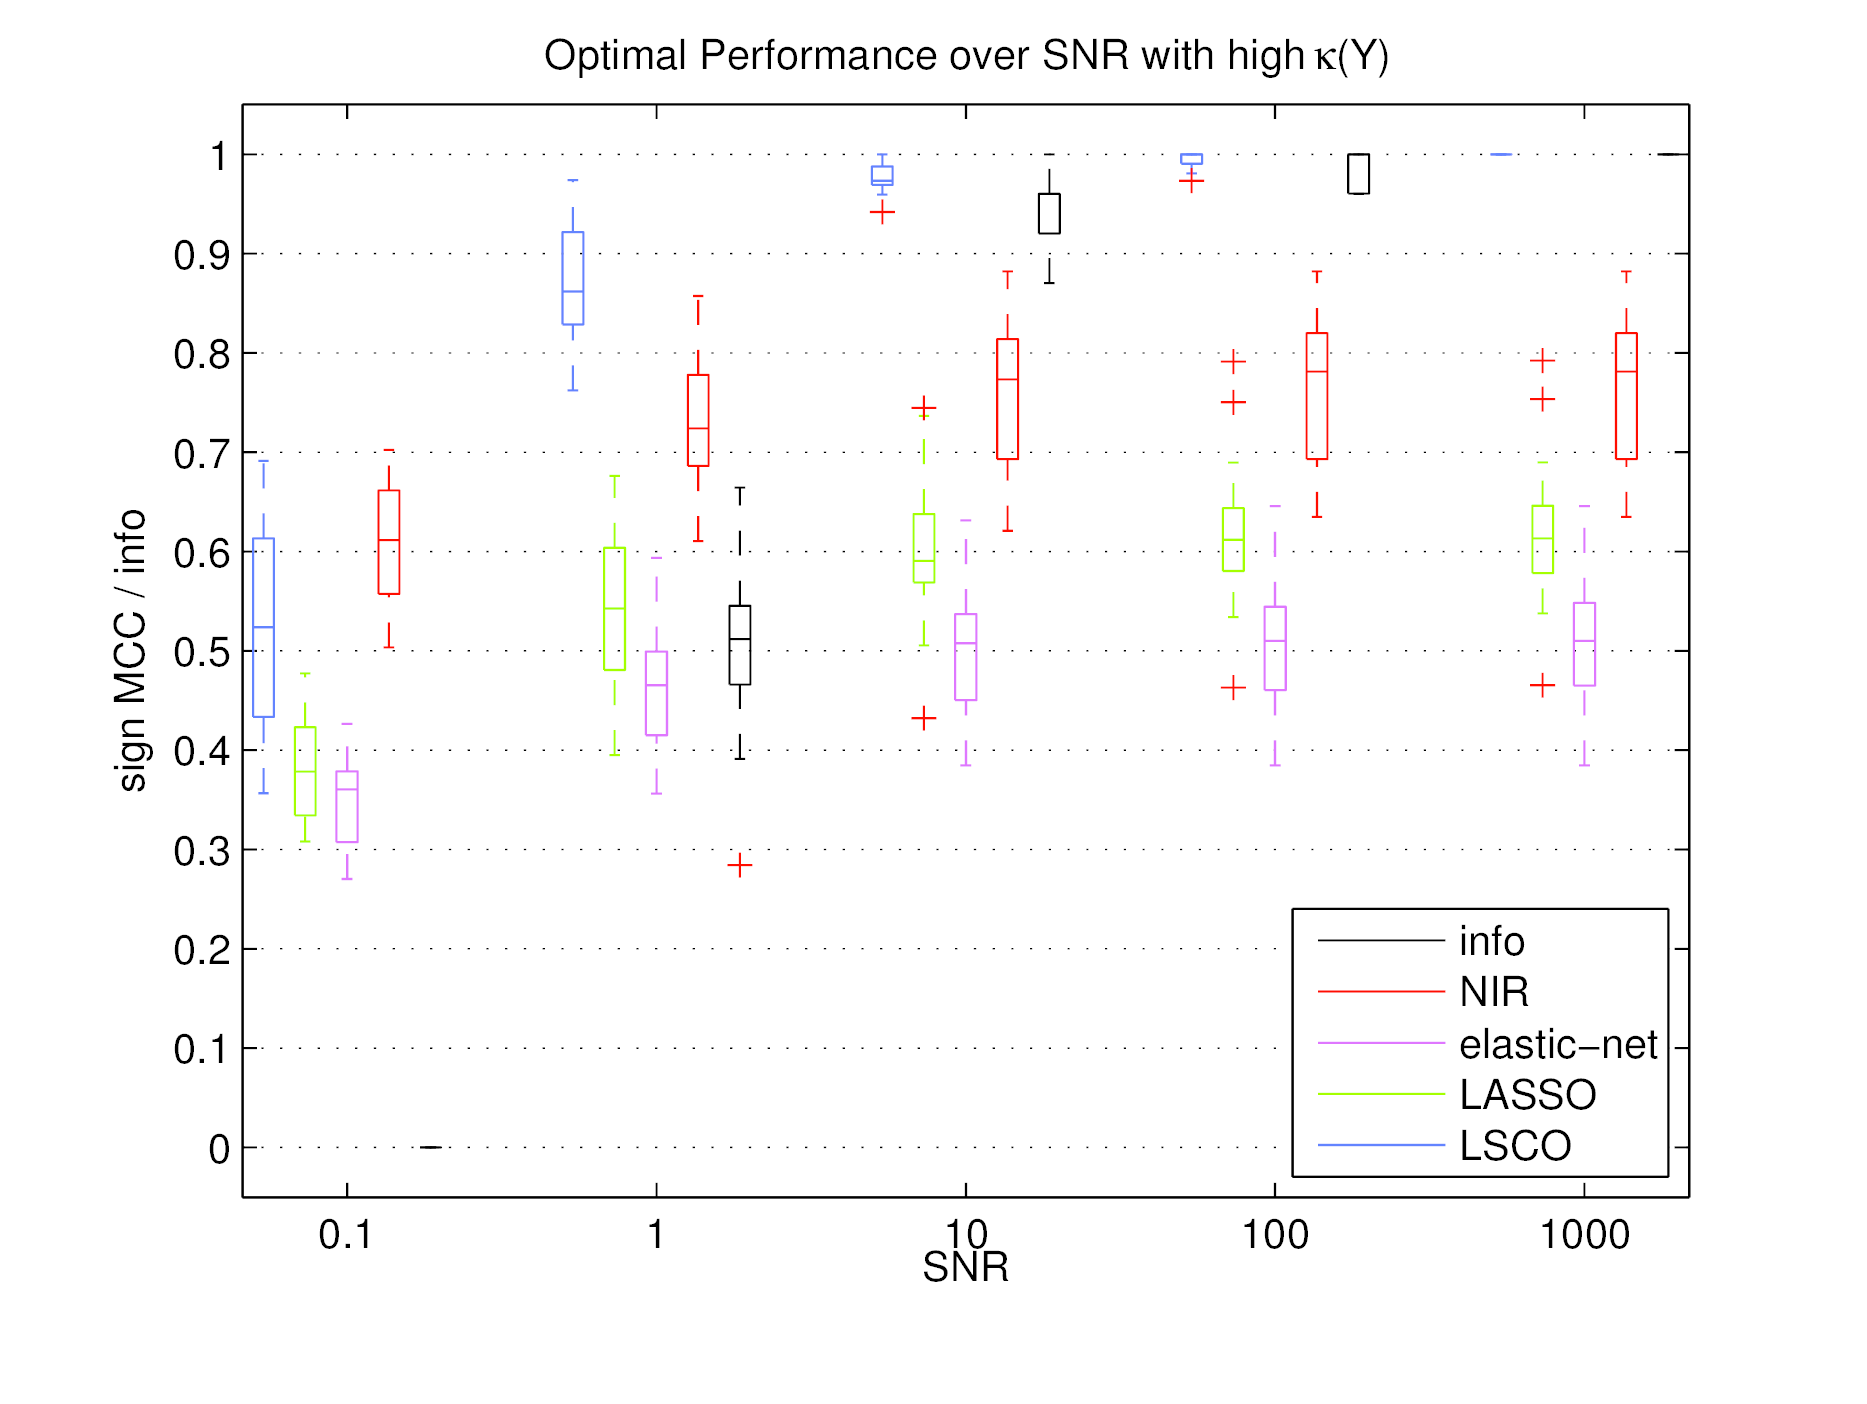 Optimal Performance over SNR with high κ(Y)
1
0.9
0.8
0.7
0.6
0.5
0.4
0.3
0.2
0.1
0
sign MCC / info
info
NIR
elastic−net
LASSO
LSCO
0.1 1 10 100 1000
SNR